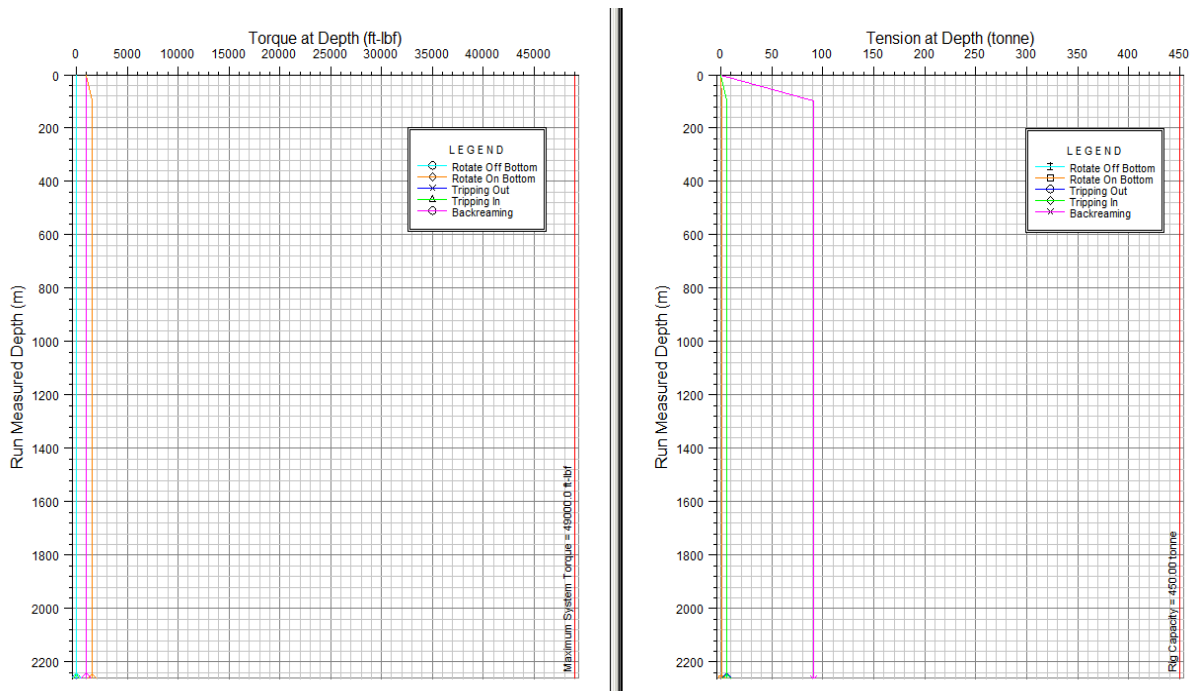 Torque at Depth (ft-lbf)
0 5000 10000 15000 20000 25000 30000 35000 40000 45000
0
200
400
600
800
1000
1200
1400
1600
1800
2000
2200
Run Measured Depth (m)
LEGEND
Rotate Off Bottom
Rotate On Bottom
Tripping Out
Tripping In
Backreaming
Maximum System Torque = 49000.0 ft-lbf
Tension at Depth (tonne)
0 50 100 150 200 250 300 350 400 450
0
200
400
600
800
1000
1200
1400
1600
1800
2000
2200
Run Measured Depth (m)
LEGEND
Rotate Off Bottom
Rotate On Bottom
Tripping Out
Tripping In
Backreaming
Rig Capacity = 450.00 tonne